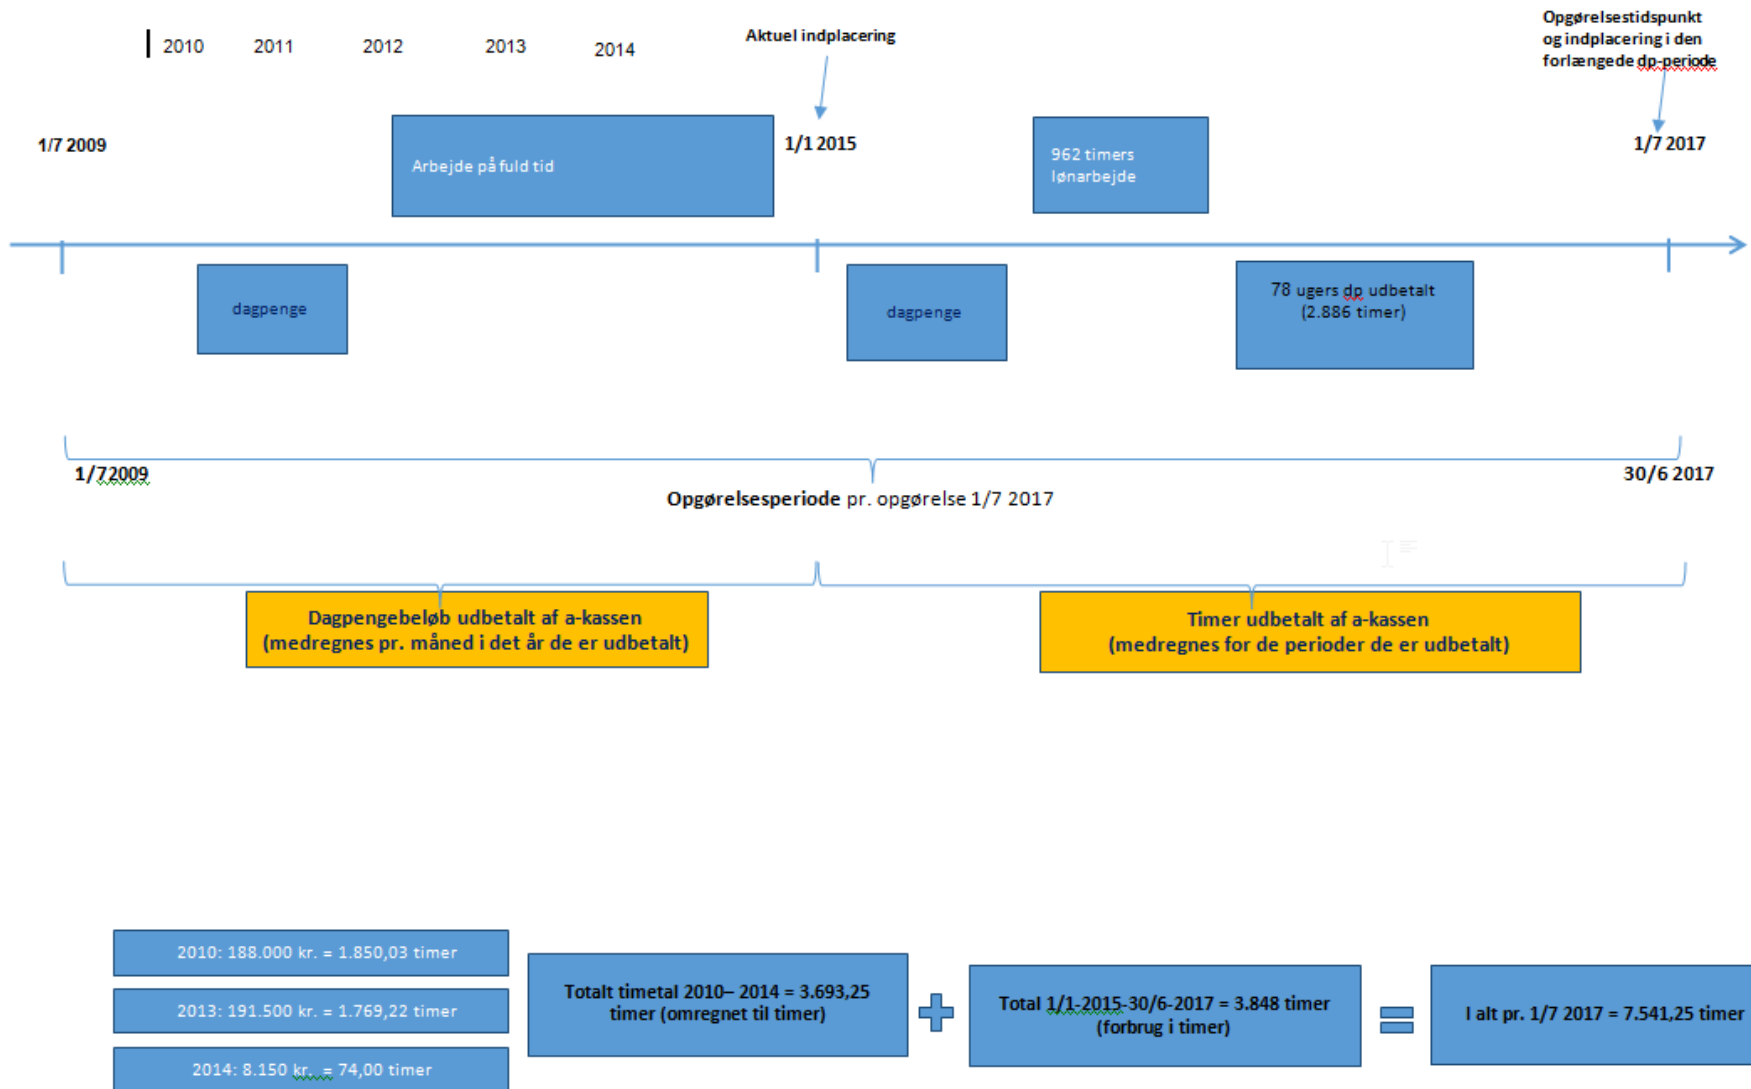 2010 2011 2012 2013 2014
Aktuel indplacering
Opgørelsestidspunkt
og indplacering i den
forlængede dp-periode
1/7 2009
Arbejde på fuld tid
1/1 2015
962 timers
lønarbejde
1/7 2017
dagpenge
dagpenge
78 ugers dp udbetalt
(2.886 timer)
1/7 2009
30/6 2017
Opgørelsesperiode pr. opgørelse 1/7 2017
Dagpengebeløb udbetalt af a-kassen
(medregnes pr. måned i det år de er udbetalt)
Timer udbetalt af a-kassen
(medregnes for de perioder de er udbetalt)
2010: 188.000 kr. = 1.850,03 timer
2013: 191.500 kr. = 1.769,22 timer
2014: 8.150 kr. = 74,00 timer
Totalt timetal 2010– 2014 = 3.693,25
timer (omregnet til timer)
Total 1/1-2015-30/6-2017 = 3.848 timer
(forbrug i timer)
I alt pr. 1/7 2017 = 7.541,25 timer